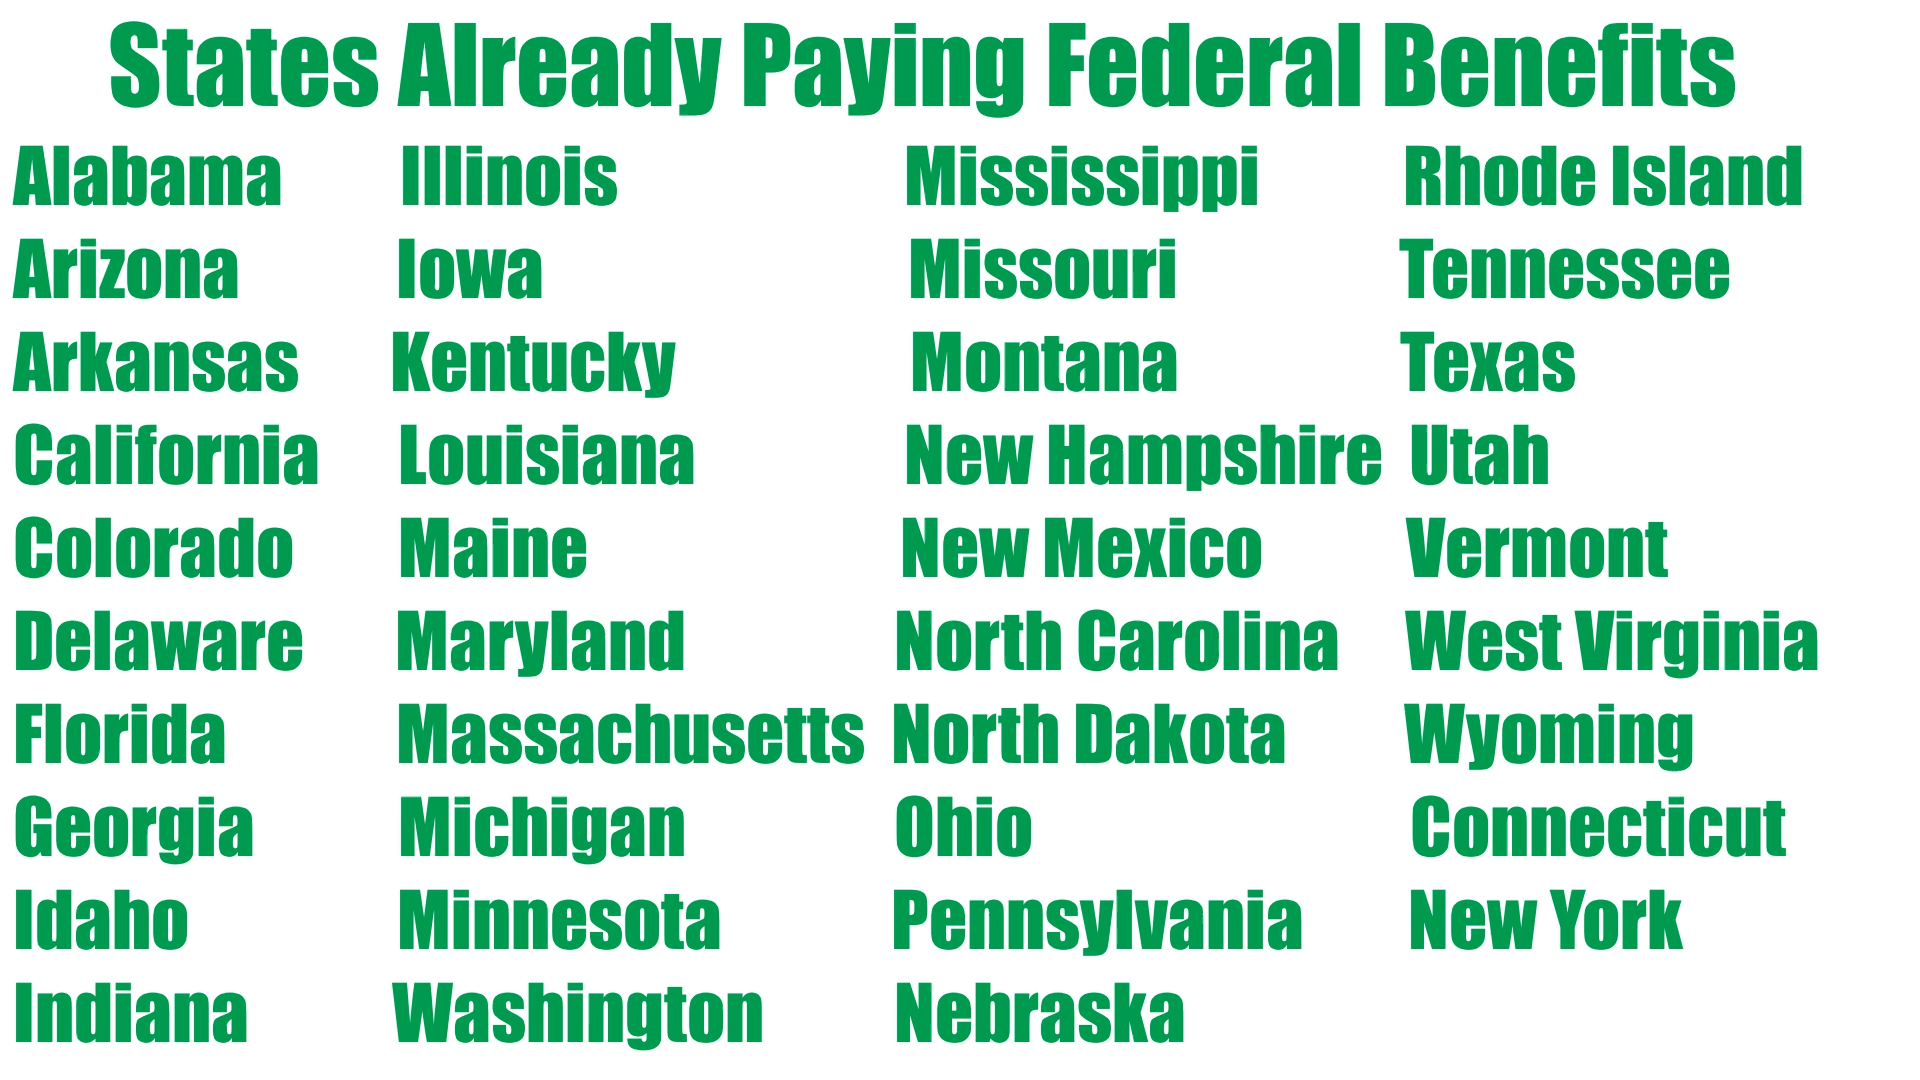 States Already Paying Federal Benefits
Alabama Illinois Mississippi Rhode Island
Arizona Iowa Missouri Tennessee
Arkansas Kentucky Montana Texas
California Louisiana New Hampshire Utah
Colorado Maine New Mexico Vermont
Delaware Maryland North Carolina West Virginia
Florida Massachusetts North Dakota Wyoming
Georgia Michigan Ohio Connecticut
Idaho Minnesota Pennsylvania New York
Indiana Washington Nebraska